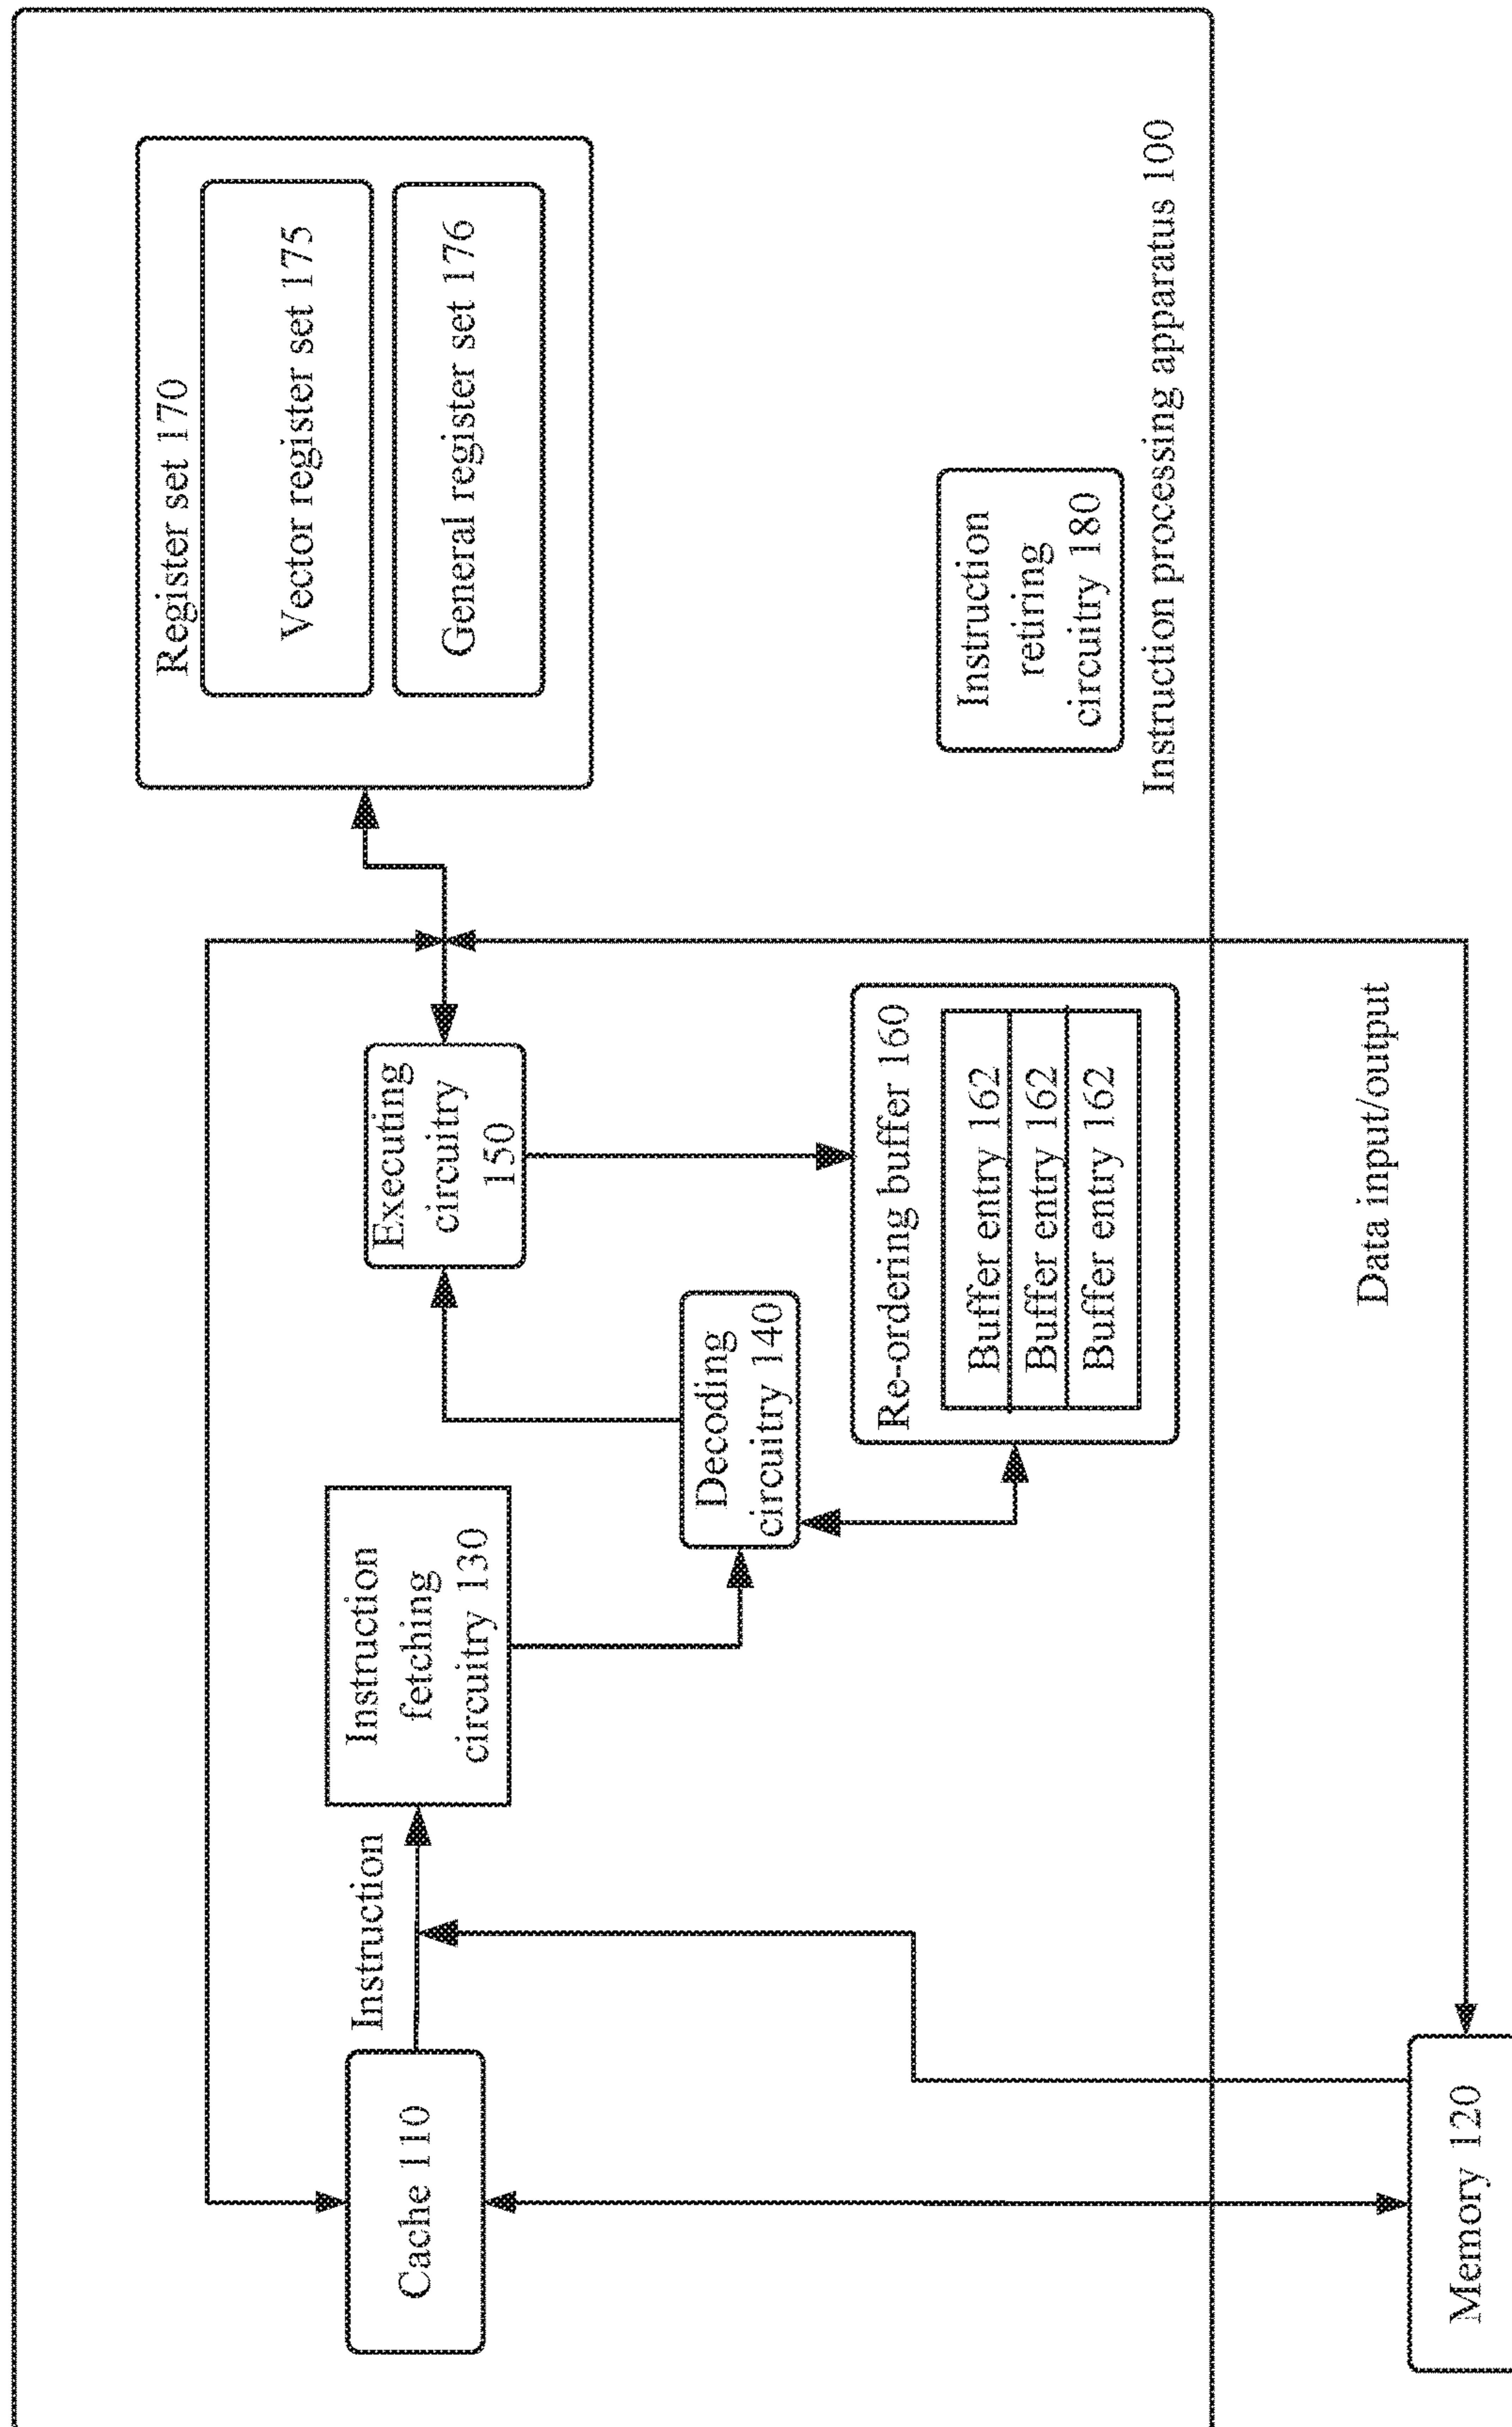 Register set 170
Vector register set 175
General register set 176
Executing
circuitry
150
Instruction
fetching
circuitry 130
Instruction
Cache 110
Decoding
circuitry 140
Re-ordering buffer 160
Buffer entry 162
Buffer entry 162
Buffer entry 162
Instruction
retiring
circuitry 180
Instruction processing apparatus 100
Data input/output
Memory 120